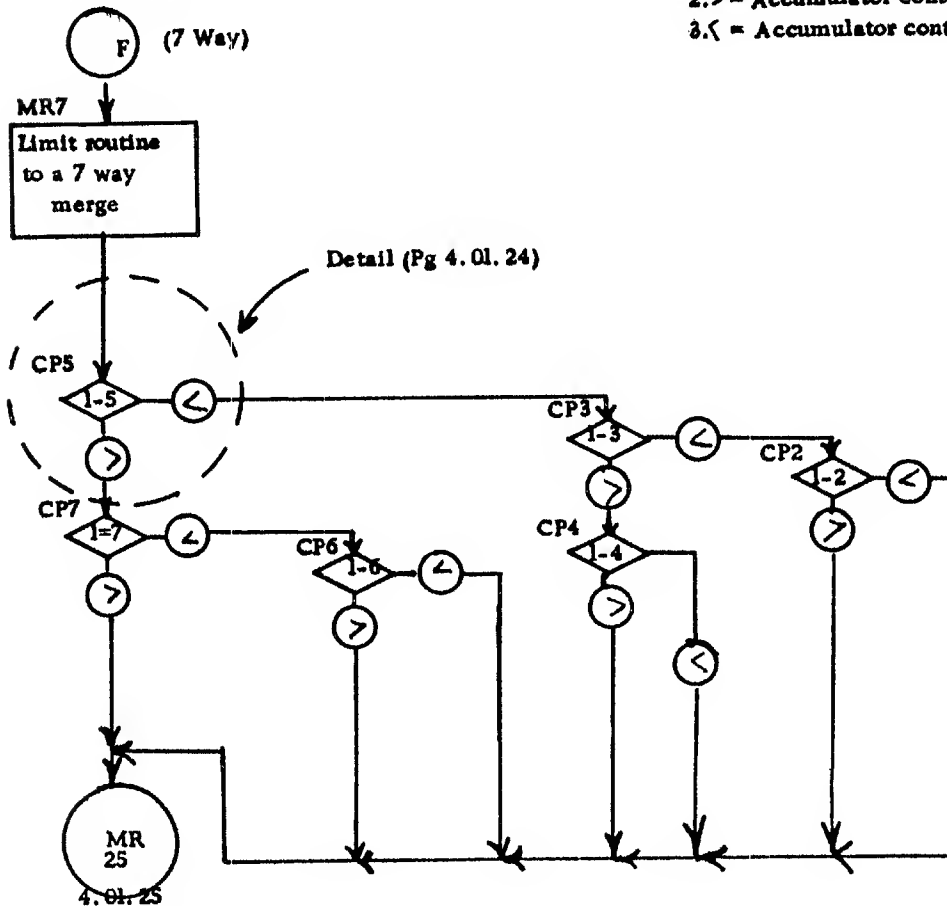 2.> = Accumulator cont
3.< = Accumulator cont
F (7 Way)
MR7
Limit routine
to a 7 way
merge
Detail (Pg 4.01.24)
CP5
1-5
<
>
CP3
1-3
<
>
CP2
1-2
<
>
CP7
1=7
<
>
CP6
1-6
<
>
CP4
1-4
>
<
MR
25
4.01.25